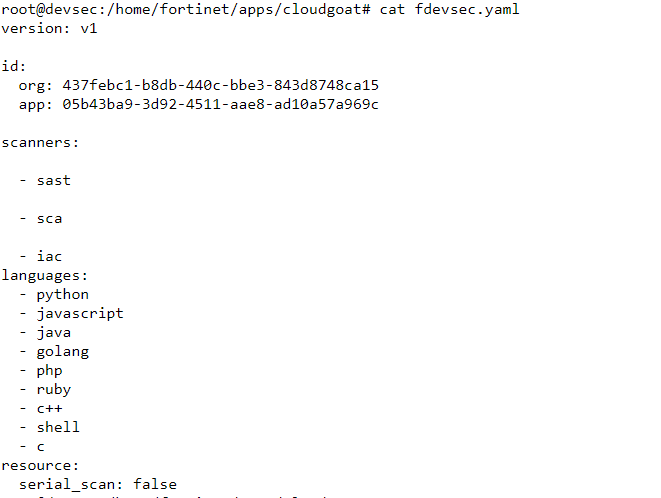 root@devsec:/home/fortinet/apps/cloudgoat# cat fdevsec.yaml
version: v1
id:
org: 437febc1-b8db-440c-bbe3-843d8748ca15
app: 05b43ba9-3d92-4511-aae8-ad10a57a969c
scanners:
- sast
- sca
- iac
languages:
- python
- javascript
- java
- golang
- php
- ruby
- c++
- shell
- c
resource:
serial_scan: false